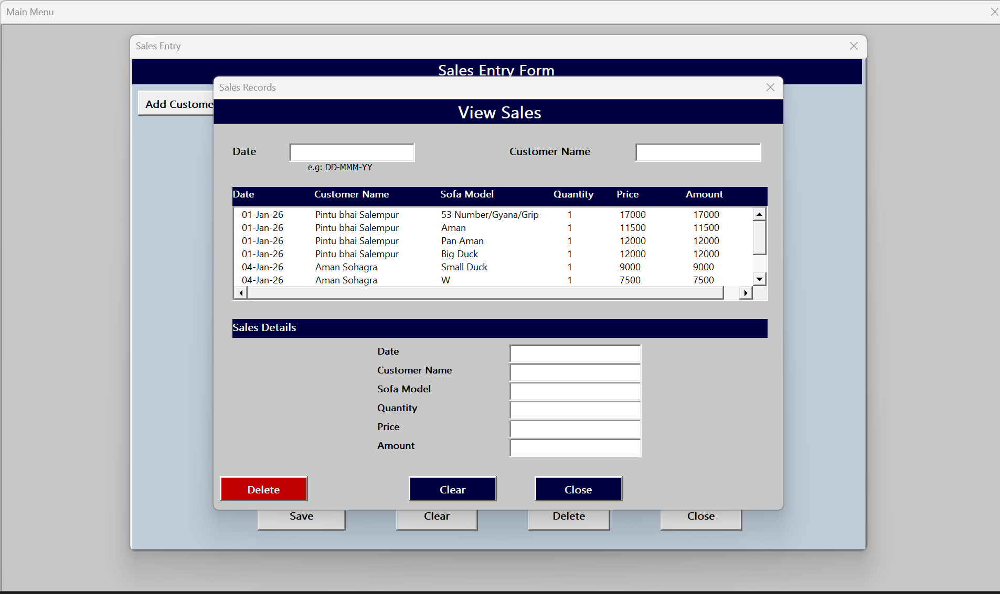 Main Menu
Sales Entry
Sales Entry Form
Add Custome
Sales Records
View Sales
Date
Customer Name
e.g: DD-MMM-YY
Date Customer Name Sofa Model Quantity Price Amount
01-Jan-26 Pintu bhai Salempur 53 Number/Gyana/Grip 1 17000 17000
01-Jan-26 Pintu bhai Salempur Aman 1 11500 11500
01-Jan-26 Pintu bhai Salempur Pan Aman 1 12000 12000
01-Jan-26 Pintu bhai Salempur Big Duck 1 12000 12000
04-Jan-26 Aman Sohagra Small Duck 1 9000 9000
04-Jan-26 Aman Sohagra W 1 7500 7500
Sales Details
Date
Customer Name
Sofa Model
Quantity
Price
Amount
Delete Clear Close
Save Clear Delete Close